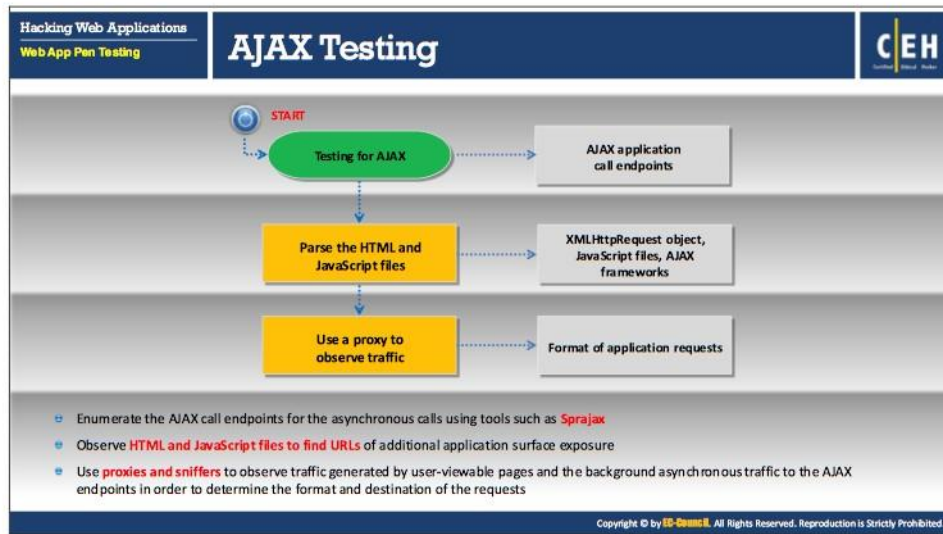 Hacking Web Applications
Web App Pen Testing
AJAX Testing
CEH
Certified Ethical Hacker
START
Testing for AJAX
AJAX application
call endpoints
Parse the HTML and
JavaScript files
XMLHttpRequest object,
JavaScript files, AJAX
frameworks
Use a proxy to
observe traffic
Format of application requests
Enumerate the AJAX call endpoints for the asynchronous calls using tools such as Sprajax
Observe HTML and JavaScript files to find URLs of additional application surface exposure
Use proxies and sniffers to observe traffic generated by user-viewable pages and the background asynchronous traffic to the AJAX
endpoints in order to determine the format and destination of the requests
Copyright © by EC-Council. All Rights Reserved. Reproduction is Strictly Prohibited.